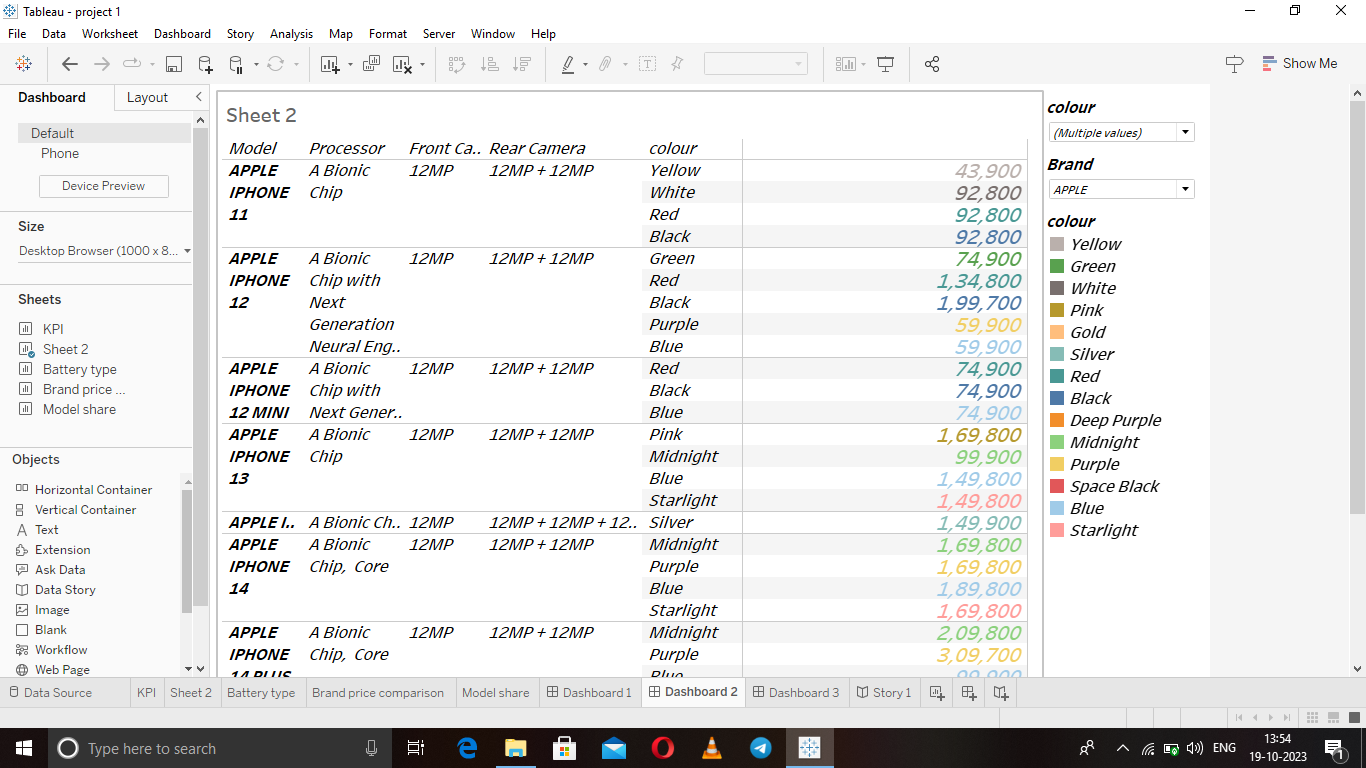 Tableau - project 1
File Data Worksheet Dashboard Story Analysis Map Format Server Window Help
Show Me
Dashboard Layout
Default
Phone
Device Preview
Size
Desktop Browser (1000 x 8...
Sheets
KPI
Sheet 2
Battery type
Brand price ...
Model share
Objects
Horizontal Container
Vertical Container
Text
Extension
Ask Data
Data Story
Image
Blank
Workflow
Web Page
Sheet 2
Model Processor Front Ca.. Rear Camera colour
APPLE A Bionic 12MP 12MP + 12MP Yellow 43,900
IPHONE Chip White 92,800
11 Red 92,800
Black 92,800
APPLE A Bionic 12MP 12MP + 12MP Green 74,900
IPHONE Chip with Red 1,34,800
12 Next Black 1,99,700
Generation Purple 59,900
Neural Eng.. Blue 59,900
APPLE A Bionic 12MP 12MP + 12MP Red 74,900
IPHONE Chip with Black 74,900
12 MINI Next Gener.. Blue 74,900
APPLE A Bionic 12MP 12MP + 12MP Pink 1,69,800
IPHONE Chip Midnight 99,900
13 Blue 1,49,800
Starlight 1,49,800
APPLE I.. A Bionic Ch.. 12MP 12MP + 12MP + 12.. Silver 1,49,900
APPLE A Bionic 12MP 12MP + 12MP Midnight 1,69,800
IPHONE Chip, Core Purple 1,69,800
14 Blue 1,89,800
Starlight 1,69,800
APPLE A Bionic 12MP 12MP + 12MP Midnight 2,09,800
IPHONE Chip, Core Purple 3,09,700
14 PLUS Blue 99,900
colour
(Multiple values)
Brand
APPLE
colour
Yellow
Green
White
Pink
Gold
Silver
Red
Black
Deep Purple
Midnight
Purple
Space Black
Blue
Starlight
Data Source KPI Sheet 2 Battery type Brand price comparison Model share Dashboard 1 Dashboard 2 Dashboard 3 Story 1
Type here to search
ENG
13:54
19-10-2023
1